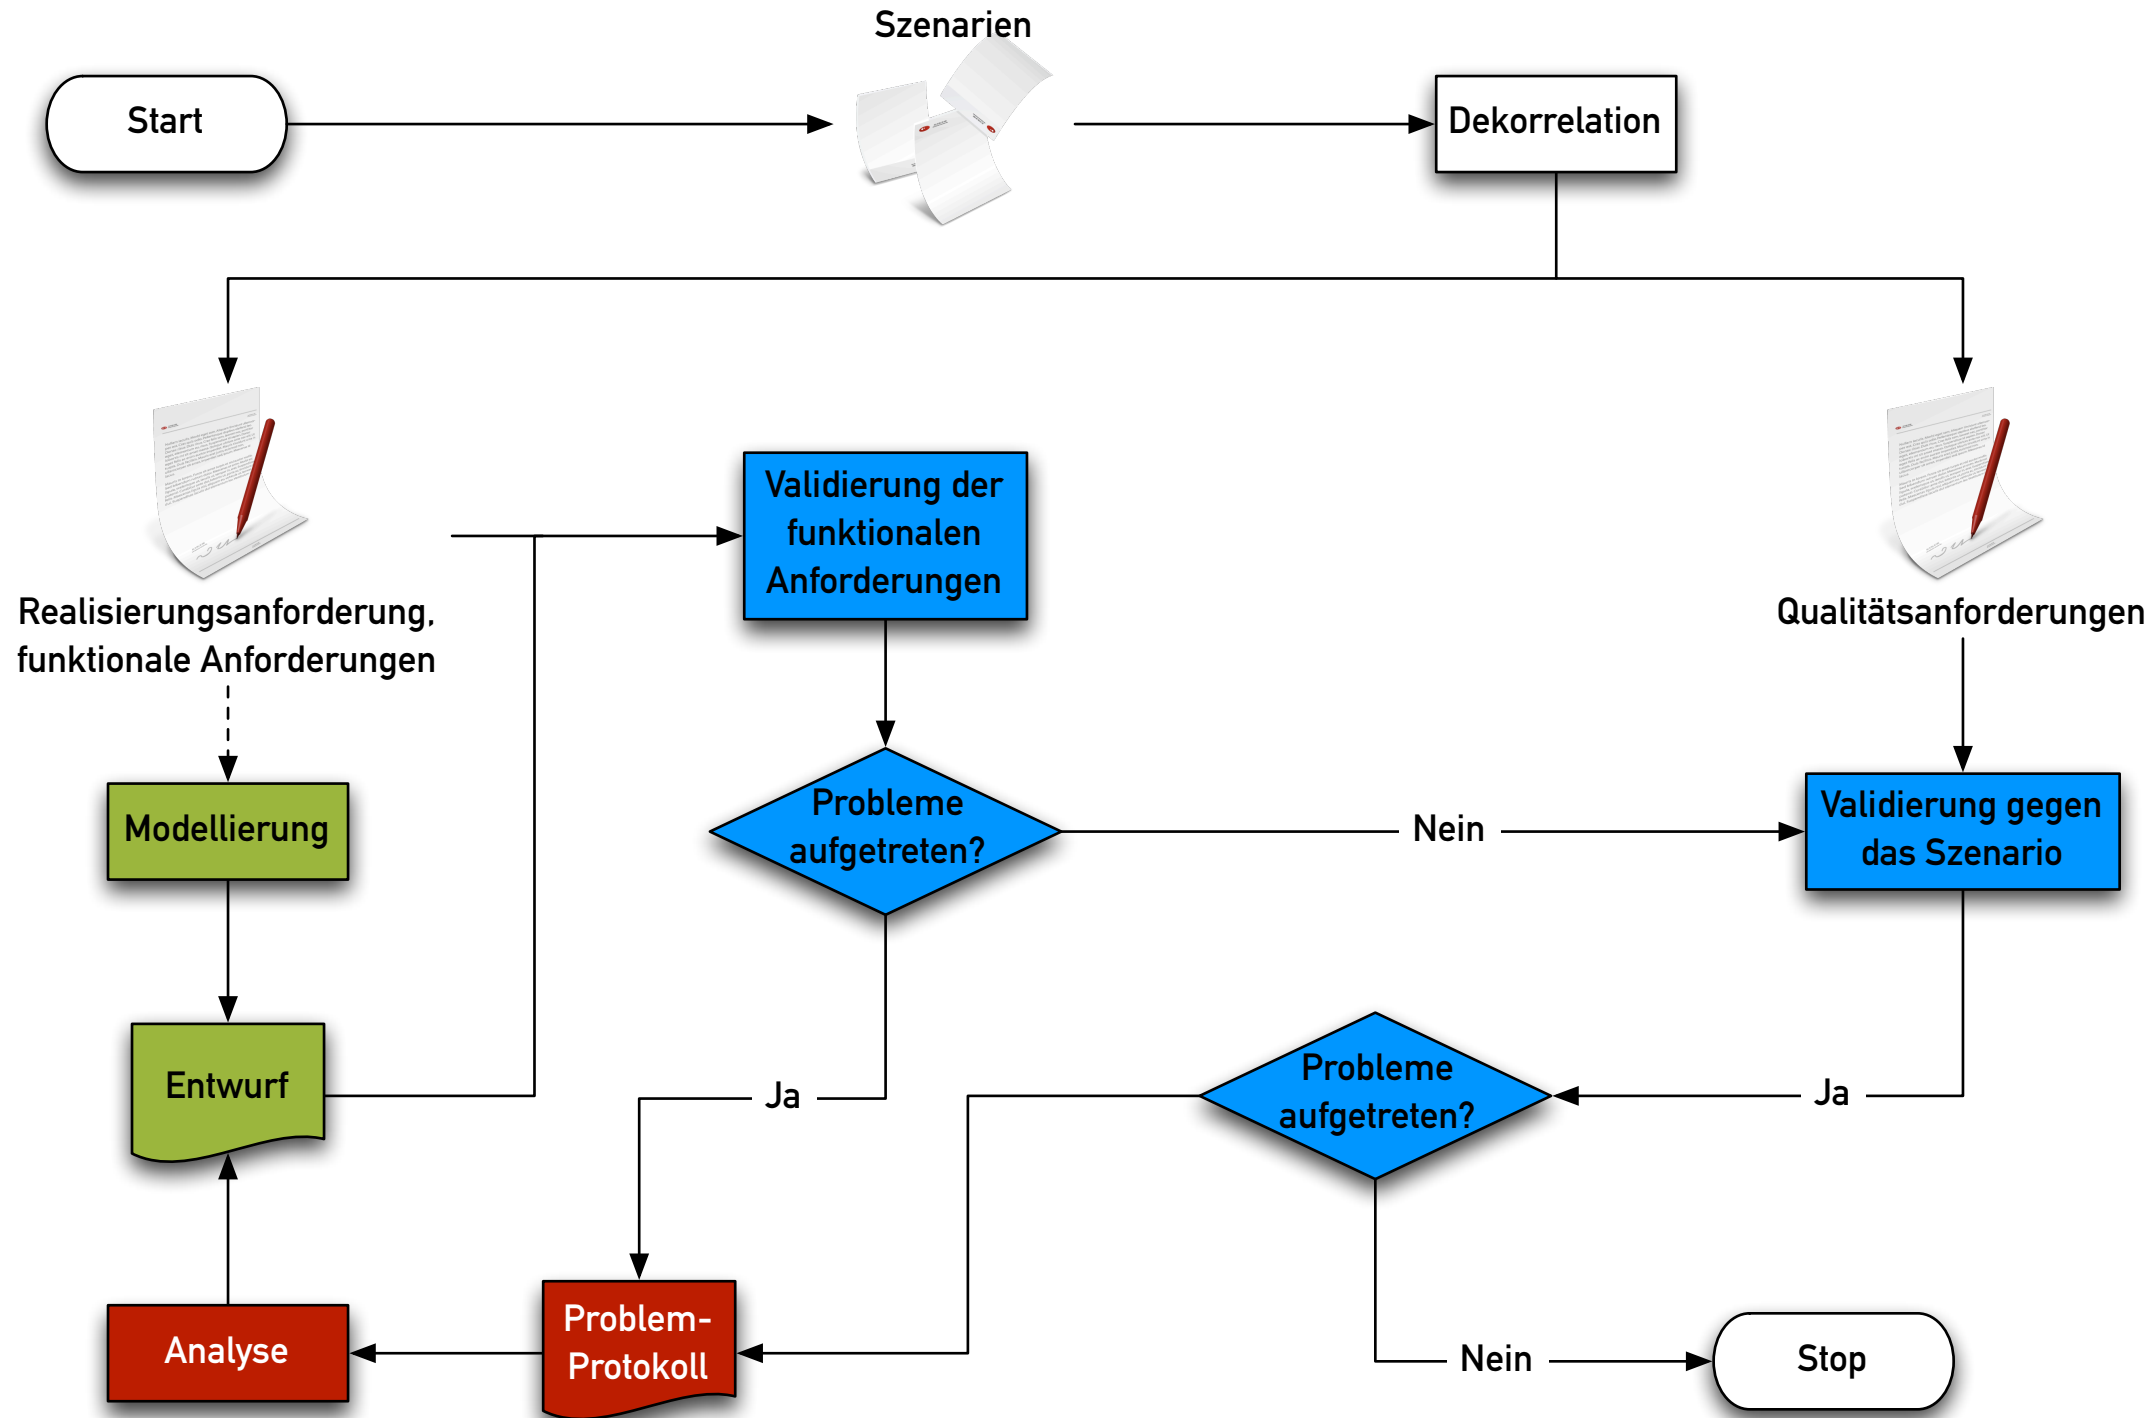 Szenarien
Start
Dekorrelation
Validierung der
funktionalen
Anforderungen
Realisierungsanforderung,
funktionale Anforderungen
Qualitätsanforderungen
Modellierung
Probleme
aufgetreten?
Nein
Validierung gegen
das Szenario
Entwurf
Ja
Probleme
aufgetreten?
Ja
Analyse
Problem-
Protokoll
Nein
Stop